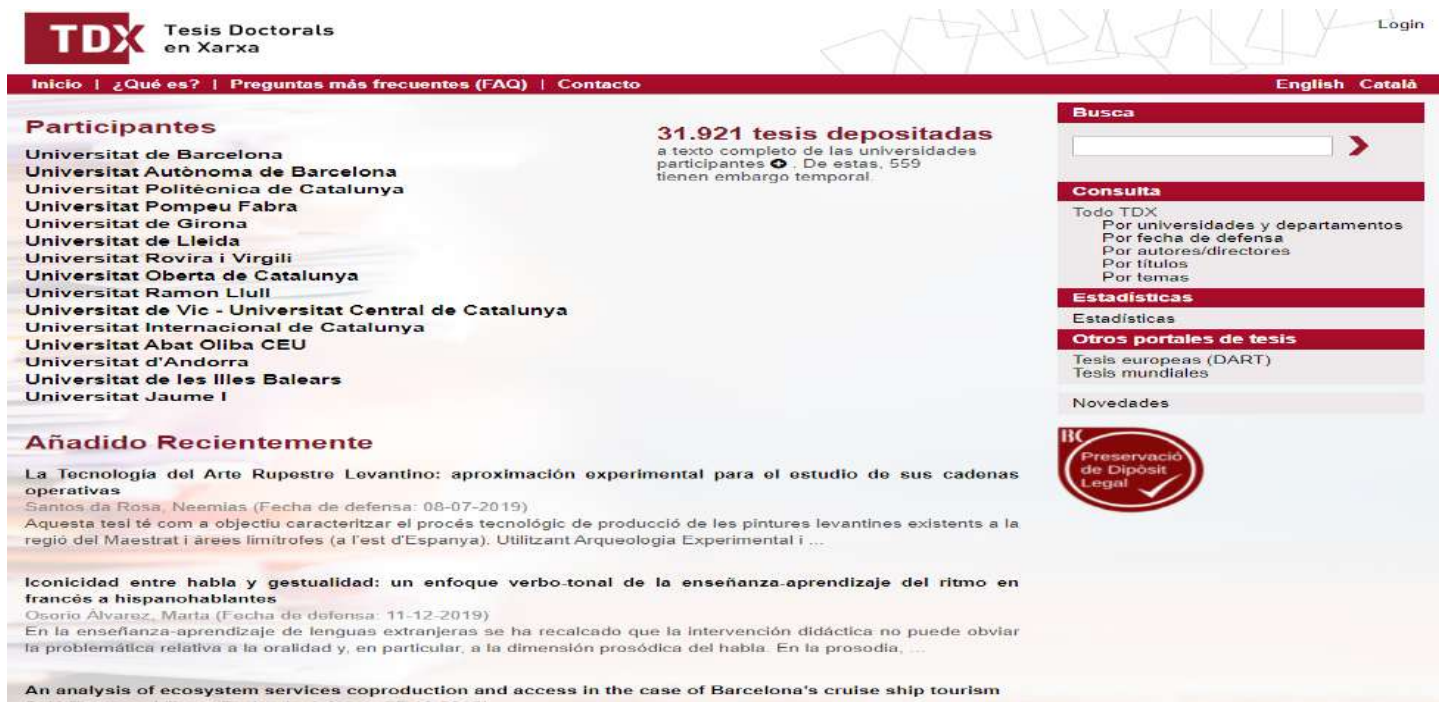 TDX Tesis Doctorals
en Xarxa
Login
Inicio | ¿Qué es? | Preguntas más frecuentes (FAQ) | Contacto
English Català
Participantes
Universitat de Barcelona
Universitat Autònoma de Barcelona
Universitat Politècnica de Catalunya
Universitat Pompeu Fabra
Universitat de Girona
Universitat de Lleida
Universitat Rovira i Virgili
Universitat Oberta de Catalunya
Universitat Ramon Llull
Universitat de Vic - Universitat Central de Catalunya
Universitat Internacional de Catalunya
Universitat Abat Oliba CEU
Universitat d'Andorra
Universitat de les Illes Balears
Universitat Jaume I
31.921 tesis depositadas
a texto completo de las universidades
participantes . De estas, 559
tienen embargo temporal.
Añadido Recientemente
La Tecnología del Arte Rupestre Levantino: aproximación experimental para el estudio de sus cadenas
operativas
Santos da Rosa, Neemias (Fecha de defensa: 08-07-2019)
Aquesta tesi té com a objectiu caracteritzar el procés tecnològic de producció de les pintures levantines existents a la
regió del Maestrat i àrees limítrofes (a l'est d'Espanya). Utilitzant Arqueologia Experimental i ...
Iconicidad entre habla y gestualidad: un enfoque verbo-tonal de la enseñanza-aprendizaje del ritmo en
francés a hispanohablantes
Osorio Álvarez, Marta (Fecha de defensa: 11-12-2019)
En la enseñanza-aprendizaje de lenguas extranjeras se ha recalcado que la intervención didáctica no puede obviar
la problemática relativa a la oralidad y, en particular, a la dimensión prosódica del habla. En la prosodia, ...
An analysis of ecosystem services coproduction and access in the case of Barcelona's cruise ship tourism
Busca
Consulta
Todo TDX
Por universidades y departamentos
Por fecha de defensa
Por autores/directores
Por títulos
Por temas
Estadísticas
Estadísticas
Otros portales de tesis
Tesis europeas (DART)
Tesis mundiales
Novedades
BC
Preservació
de Dipòsit
Legal